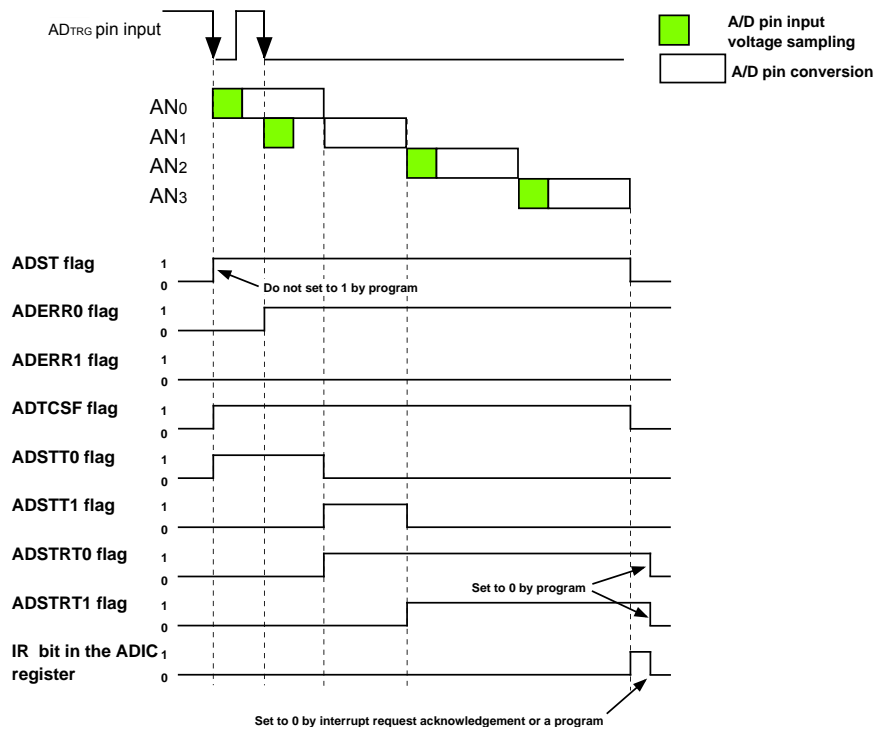 ADTRG pin input
A/D pin input
voltage sampling
A/D pin conversion
AN0
AN1
AN2
AN3
ADST flag
1
0
Do not set to 1 by program
ADERR0 flag
1
0
ADERR1 flag
1
0
ADTCSF flag
1
0
ADSTT0 flag
1
0
ADSTT1 flag
1
0
ADSTRT0 flag
1
0
Set to 0 by program
ADSTRT1 flag
1
0
IR bit in the ADIC
register
1
0
Set to 0 by interrupt request acknowledgement or a program